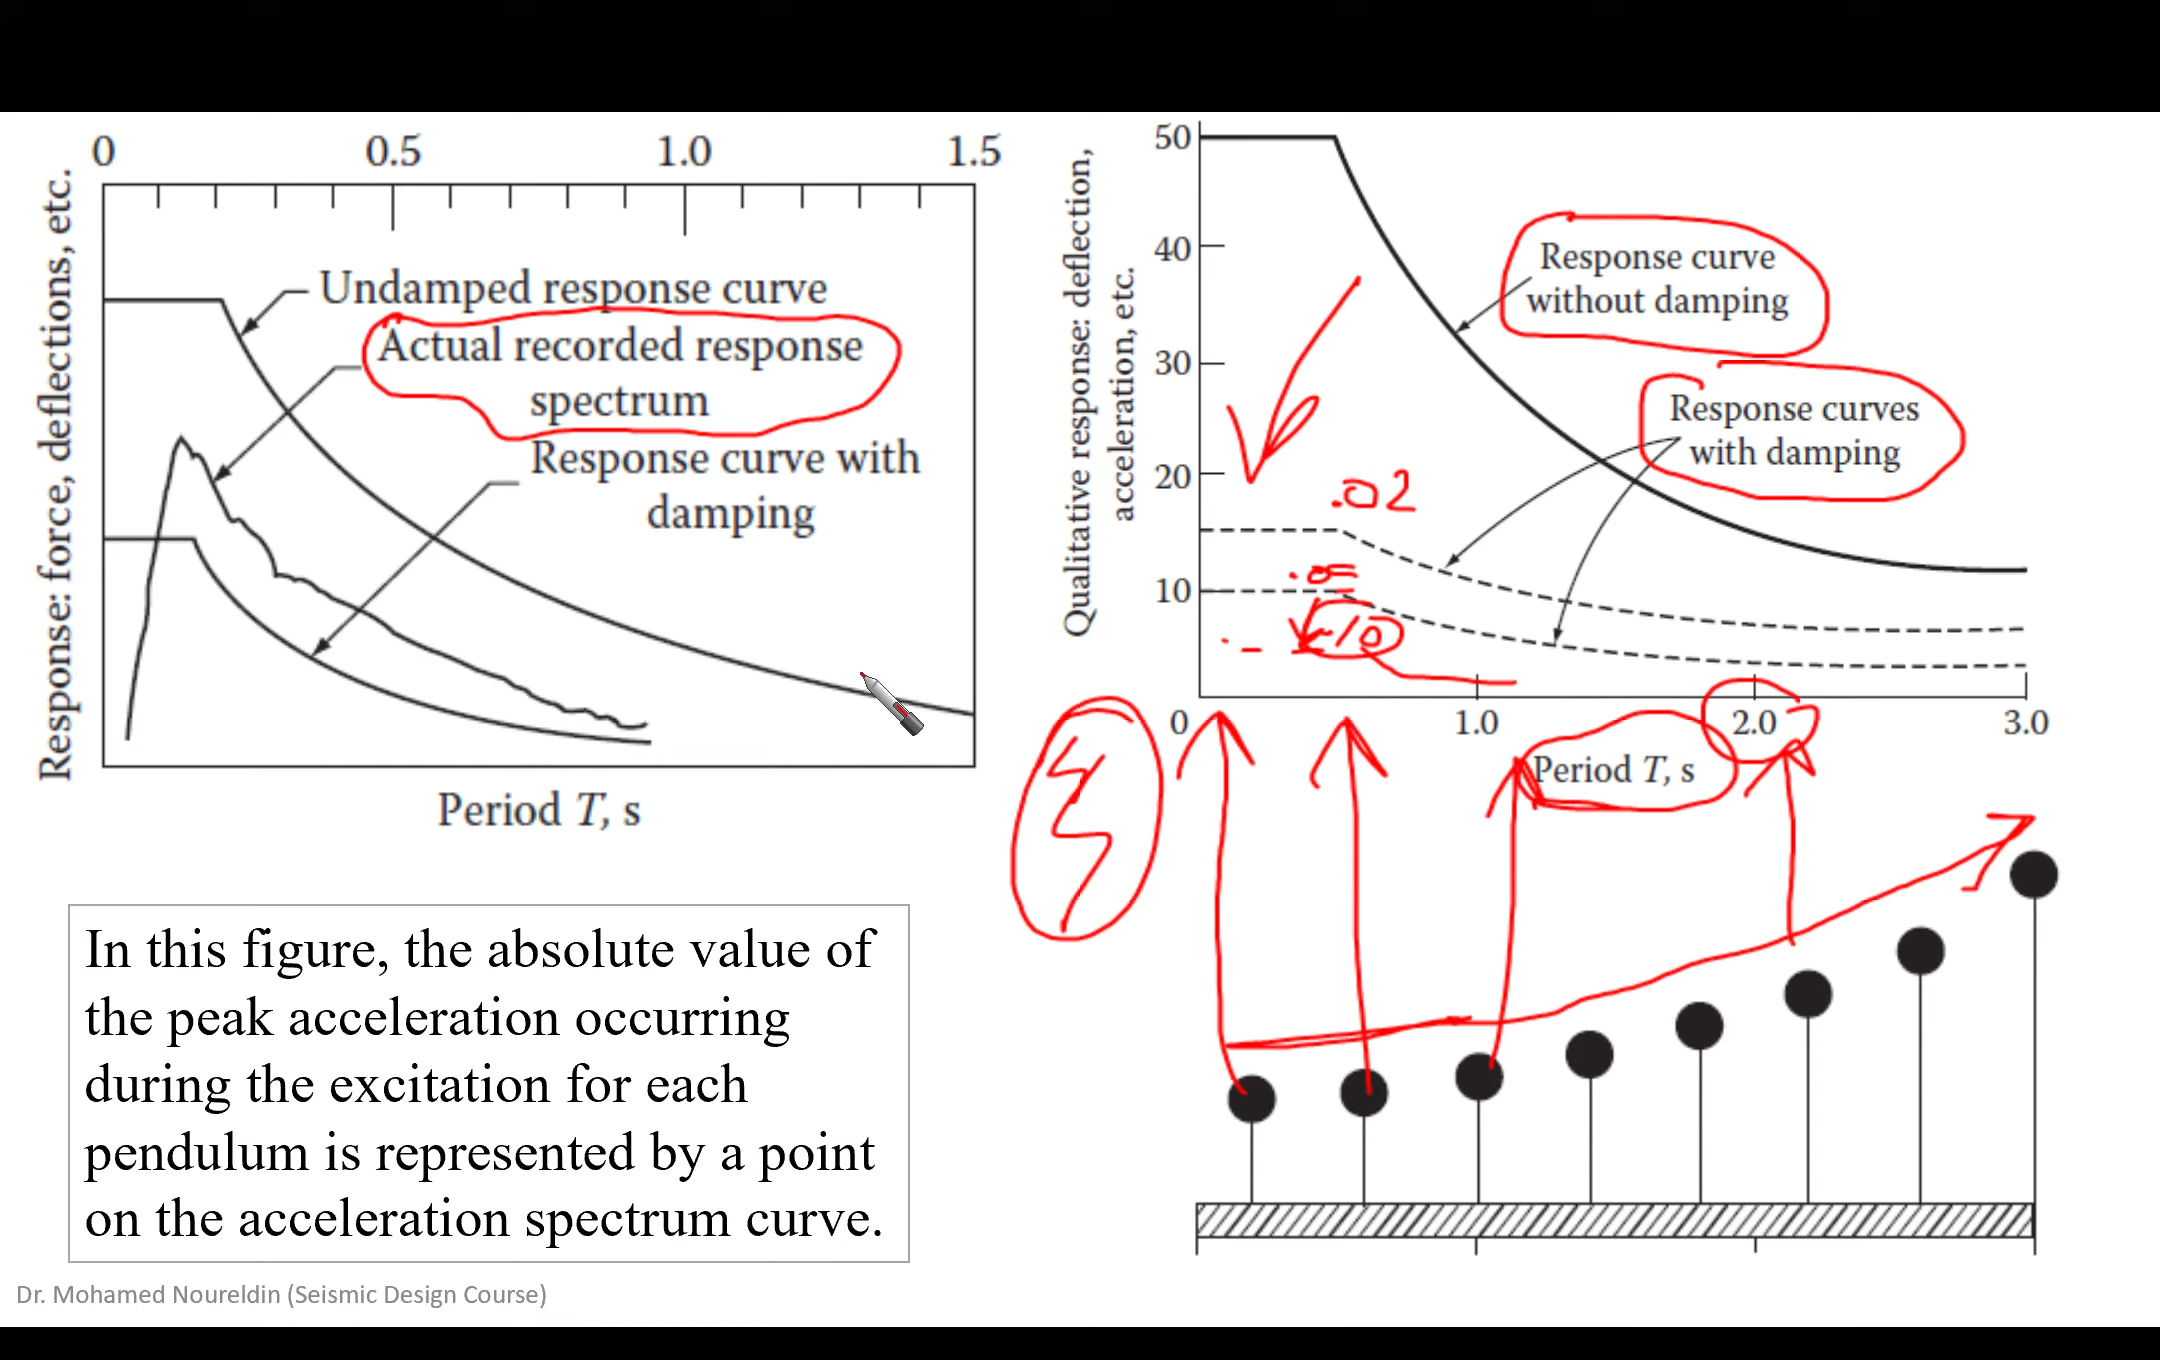 0 0.5 1.0 1.5
Response: force, deflections, etc.
Undamped response curve
Actual recorded response
spectrum
Response curve with
damping
Period T, s
Qualitative response: deflection,
acceleration, etc.
50
40
30
20
10
Response curve
without damping
Response curves
with damping
.02
0 1.0 2.0 3.0
Period T, s
In this figure, the absolute value of
the peak acceleration occurring
during the excitation for each
pendulum is represented by a point
on the acceleration spectrum curve.
Dr. Mohamed Noureldin (Seismic Design Course)